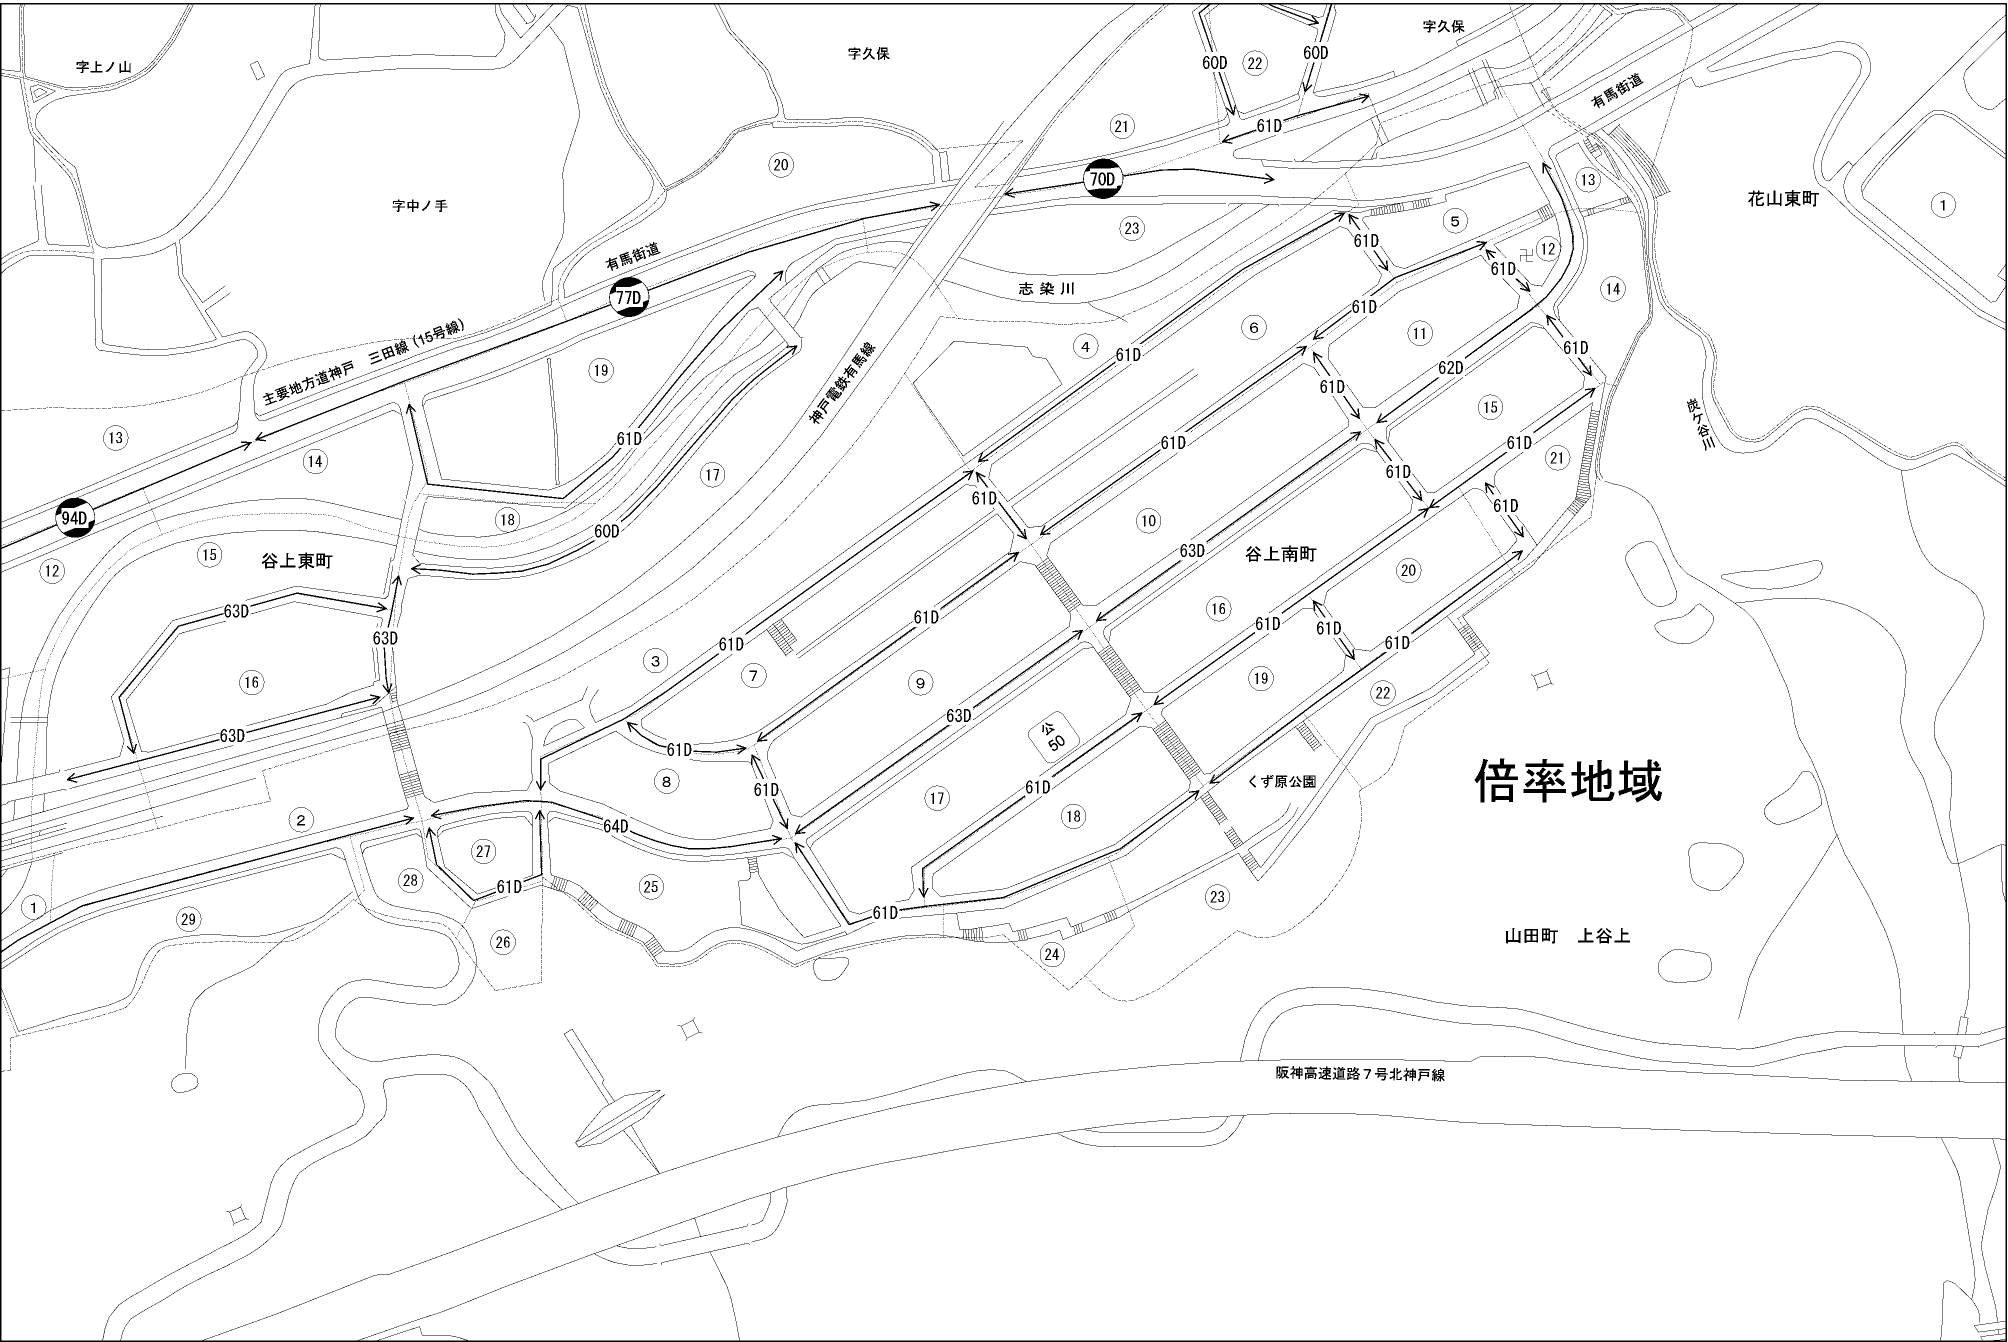 字上ノ山
字久保
字久保
60D
22
60D
有馬街道
21
61D
20
70D
13
花山東町
1
字中ノ手
5
23
61D
12
卍
有馬街道
61D
14
志染川
77D
61D
6
11
主要地方道神戸 三田線(15号線)
4
61D
61D
神戸電鉄有馬線
19
62D
61D
15
炭ケ谷川
13
61D
61D
61D
14
17
61D
21
61D
61D
94D
18
10
60D
63D
谷上南町
15
谷上東町
12
20
63D
61D
16
61D
61D
63D
61D
61D
3
7
9
19
22
16
63D
63D
公
50
61D
8
倍率地域
くず原公園
61D
61D
17
18
2
64D
27
28
25
61D
23
1
29
61D
26
24
山田町 上谷上
阪神高速道路7号北神戸線